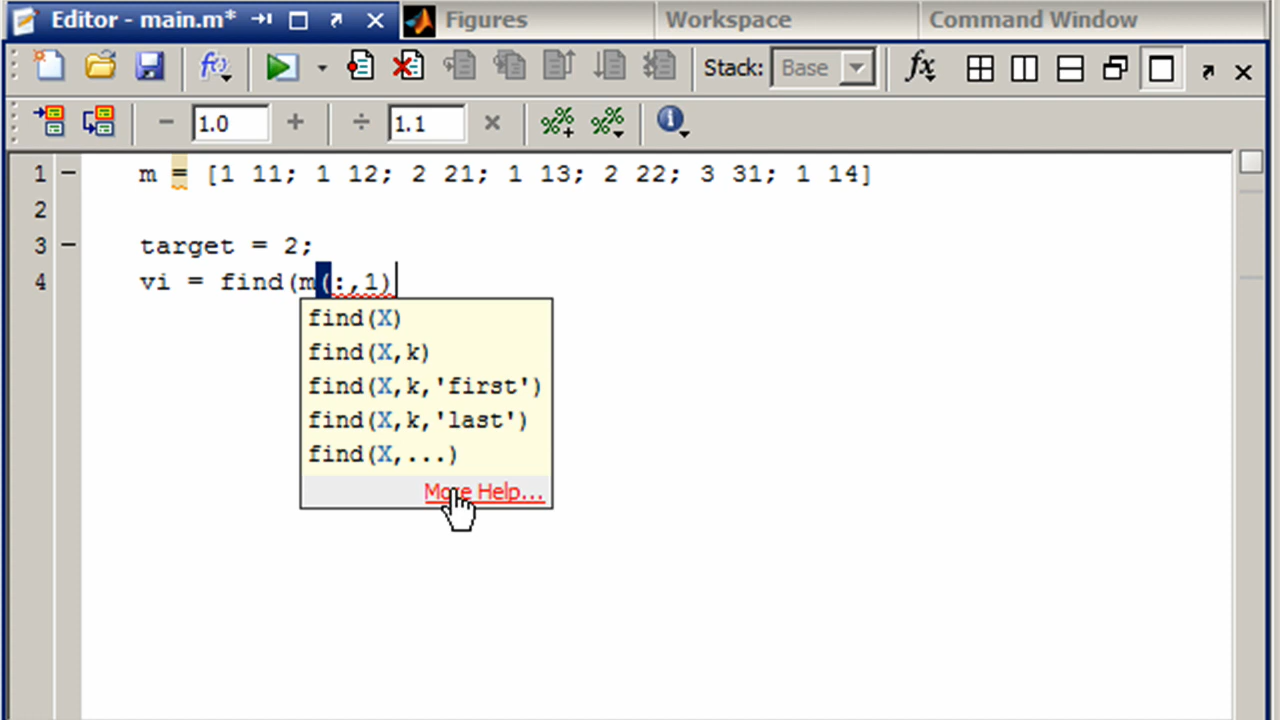 Editor - main.m*
Figures
Workspace
Command Window
Stack: Base
fx
1.0
1.1
1 m = [1 11; 1 12; 2 21; 1 13; 2 22; 3 31; 1 14]
2
3 target = 2;
4 vi = find(m(:,1)
find(X)
find(X,k)
find(X,k,'first')
find(X,k,'last')
find(X,...)
More Help...